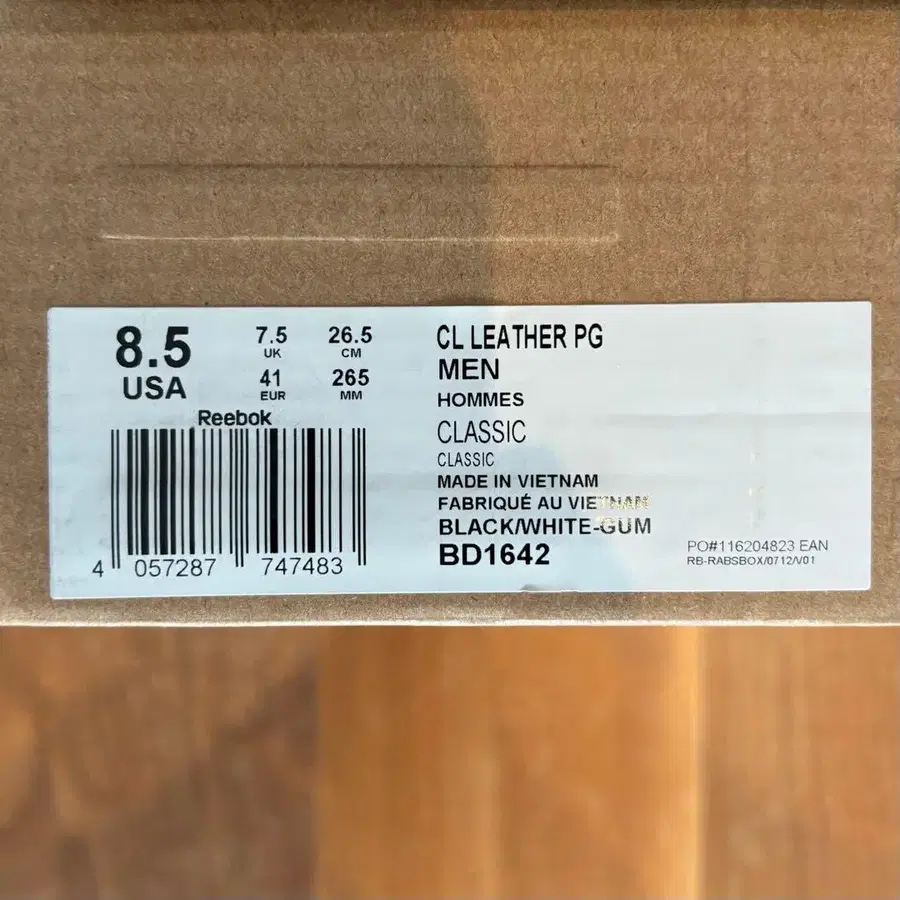 8.5
USA
7.5
UK
26.5
CM
41
EUR
265
MM
Reebok
4 057287 747483
CL LEATHER PG
MEN
HOMMES
CLASSIC
CLASSIC
MADE IN VIETNAM
FABRIQUÉ AU VIETNAM
BLACK/WHITE-GUM
BD1642
PO#116204823 EAN
RB-RABSBOX/0712/V01